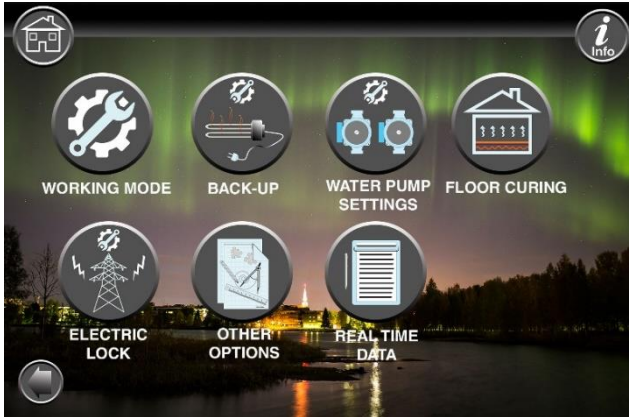 i
Info
WORKING MODE
BACK-UP
WATER PUMP
SETTINGS
FLOOR CURING
ELECTRIC
LOCK
OTHER
OPTIONS
REAL TIME
DATA